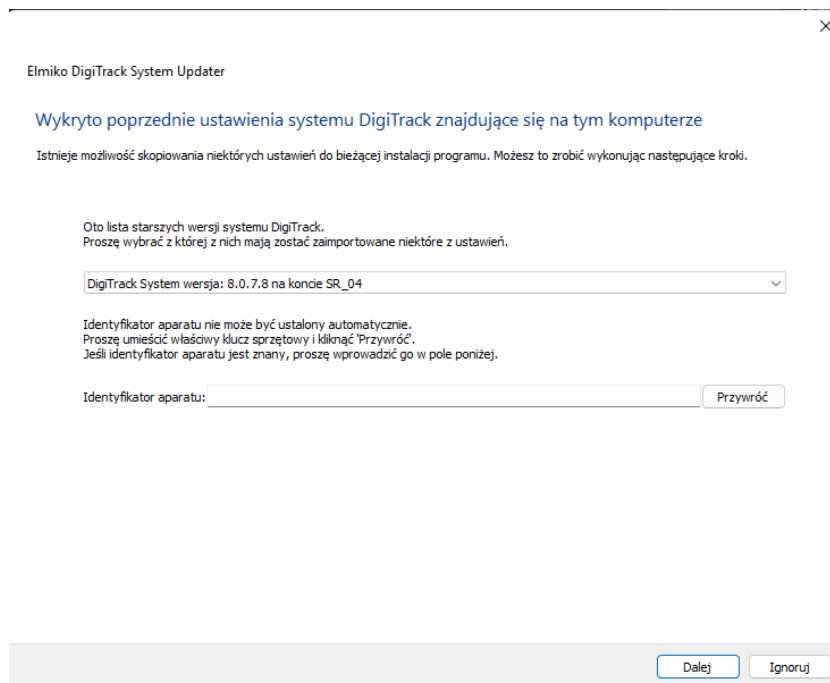 Elmiko DigiTrack System Updater
Wykryto poprzednie ustawienia systemu DigiTrack znajdujące się na tym komputerze
Istnieje możliwość skopiowania niektórych ustawień do bieżącej instalacji programu. Możesz to zrobić wykonując następujące kroki.
Oto lista starszych wersji systemu DigiTrack.
Proszę wybrać z której z nich mają zostać zaimportowane niektóre z ustawień.
DigiTrack System wersja: 8.0.7.8 na koncie SR_04
Identyfikator aparatu nie może być ustalony automatycznie.
Proszę umieścić właściwy klucz sprzętowy i kliknąć 'Przywróć'.
Jeśli identyfikator aparatu jest znany, proszę wprowadzić go w pole poniżej.
Identyfikator aparatu: Przywróć
Dalej Ignoruj